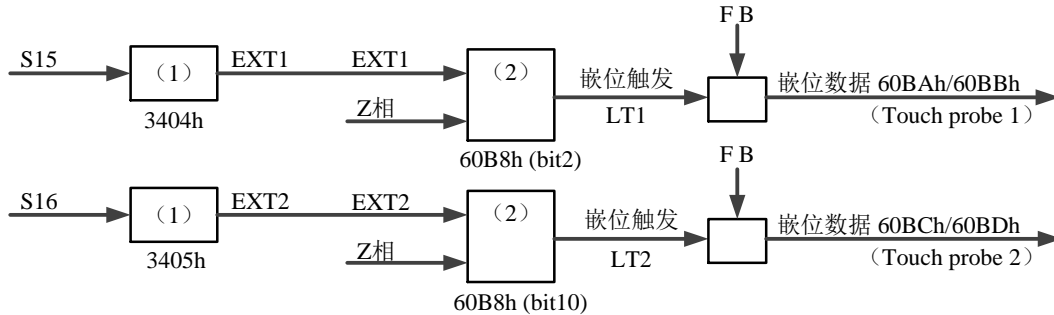 F B
S15
（1）
EXT1
EXT1
（2）
嵌位触发
嵌位数据 60BAh/60BBh
Z相
LT1
（Touch probe 1）
3404h
60B8h (bit2)
F B
S16
（1）
EXT2
EXT2
（2）
嵌位触发
嵌位数据 60BCh/60BDh
Z相
LT2
（Touch probe 2）
3405h
60B8h (bit10)